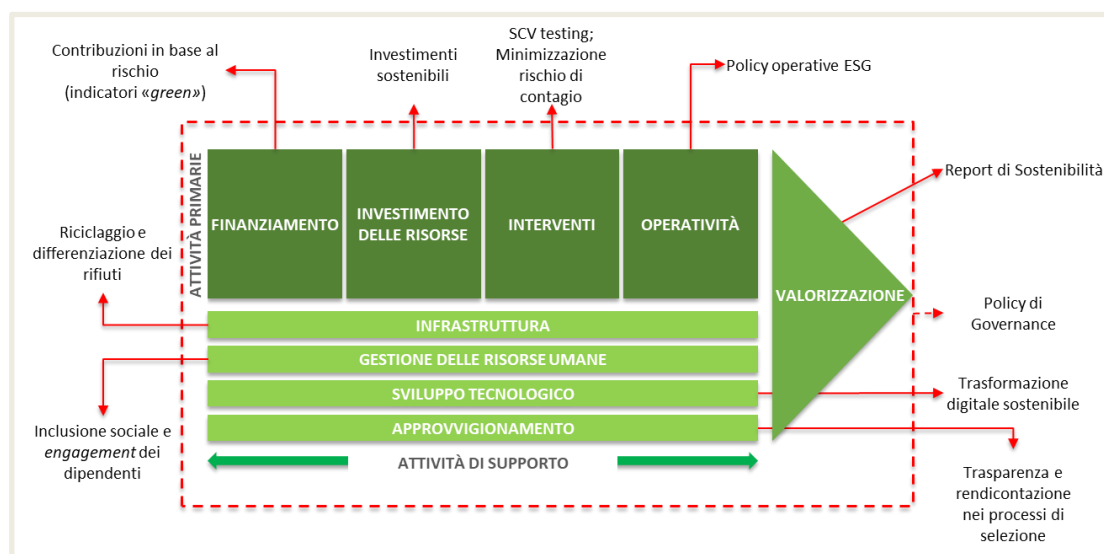 Contribuzioni in base al
rischio
(indicatori «green»)
Investimenti
sostenibili
SCV testing;
Minimizzazione
rischio di
contagio
Policy operative ESG
ATTIVITÀ PRIMARIE
FINANZIAMENTO
INVESTIMENTO
DELLE RISORSE
INTERVENTI
OPERATIVITÀ
VALORIZZAZIONE
Report di Sostenibilità
Riciclaggio e
differenziazione dei
rifiuti
INFRASTRUTTURA
GESTIONE DELLE RISORSE UMANE
SVILUPPO TECNOLOGICO
APPROVVIGIONAMENTO
ATTIVITÀ DI SUPPORTO
Policy di
Governance
Trasformazione
digitale sostenibile
Inclusione sociale e
engagement dei
dipendenti
Trasparenza e
rendicontazione
nei processi di
selezione